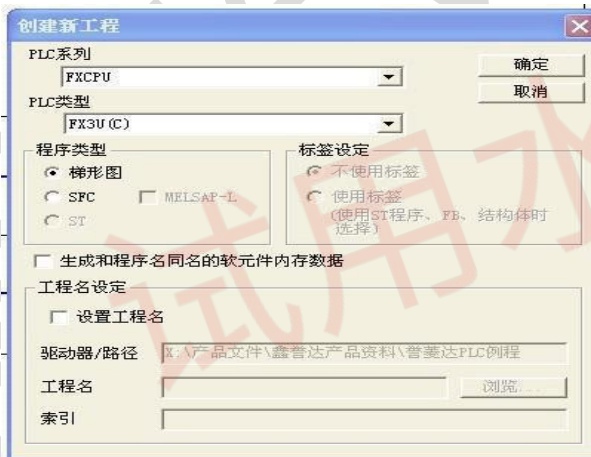 创建新工程
PLC系列
FXCPU
确定
取消
PLC类型
FX3U(C)
程序类型
标签设定
梯形图
不使用标签
SFC
MELSAP-L
使用标签
ST
(使用ST程序、FB、结构体时
选择)
生成和程序名同名的软元件内存数据
工程名设定
设置工程名
驱动器/路径
X:\产品文件\鑫誉达产品资料\誉菱达PLC例程
工程名
浏览...
索引
试用水